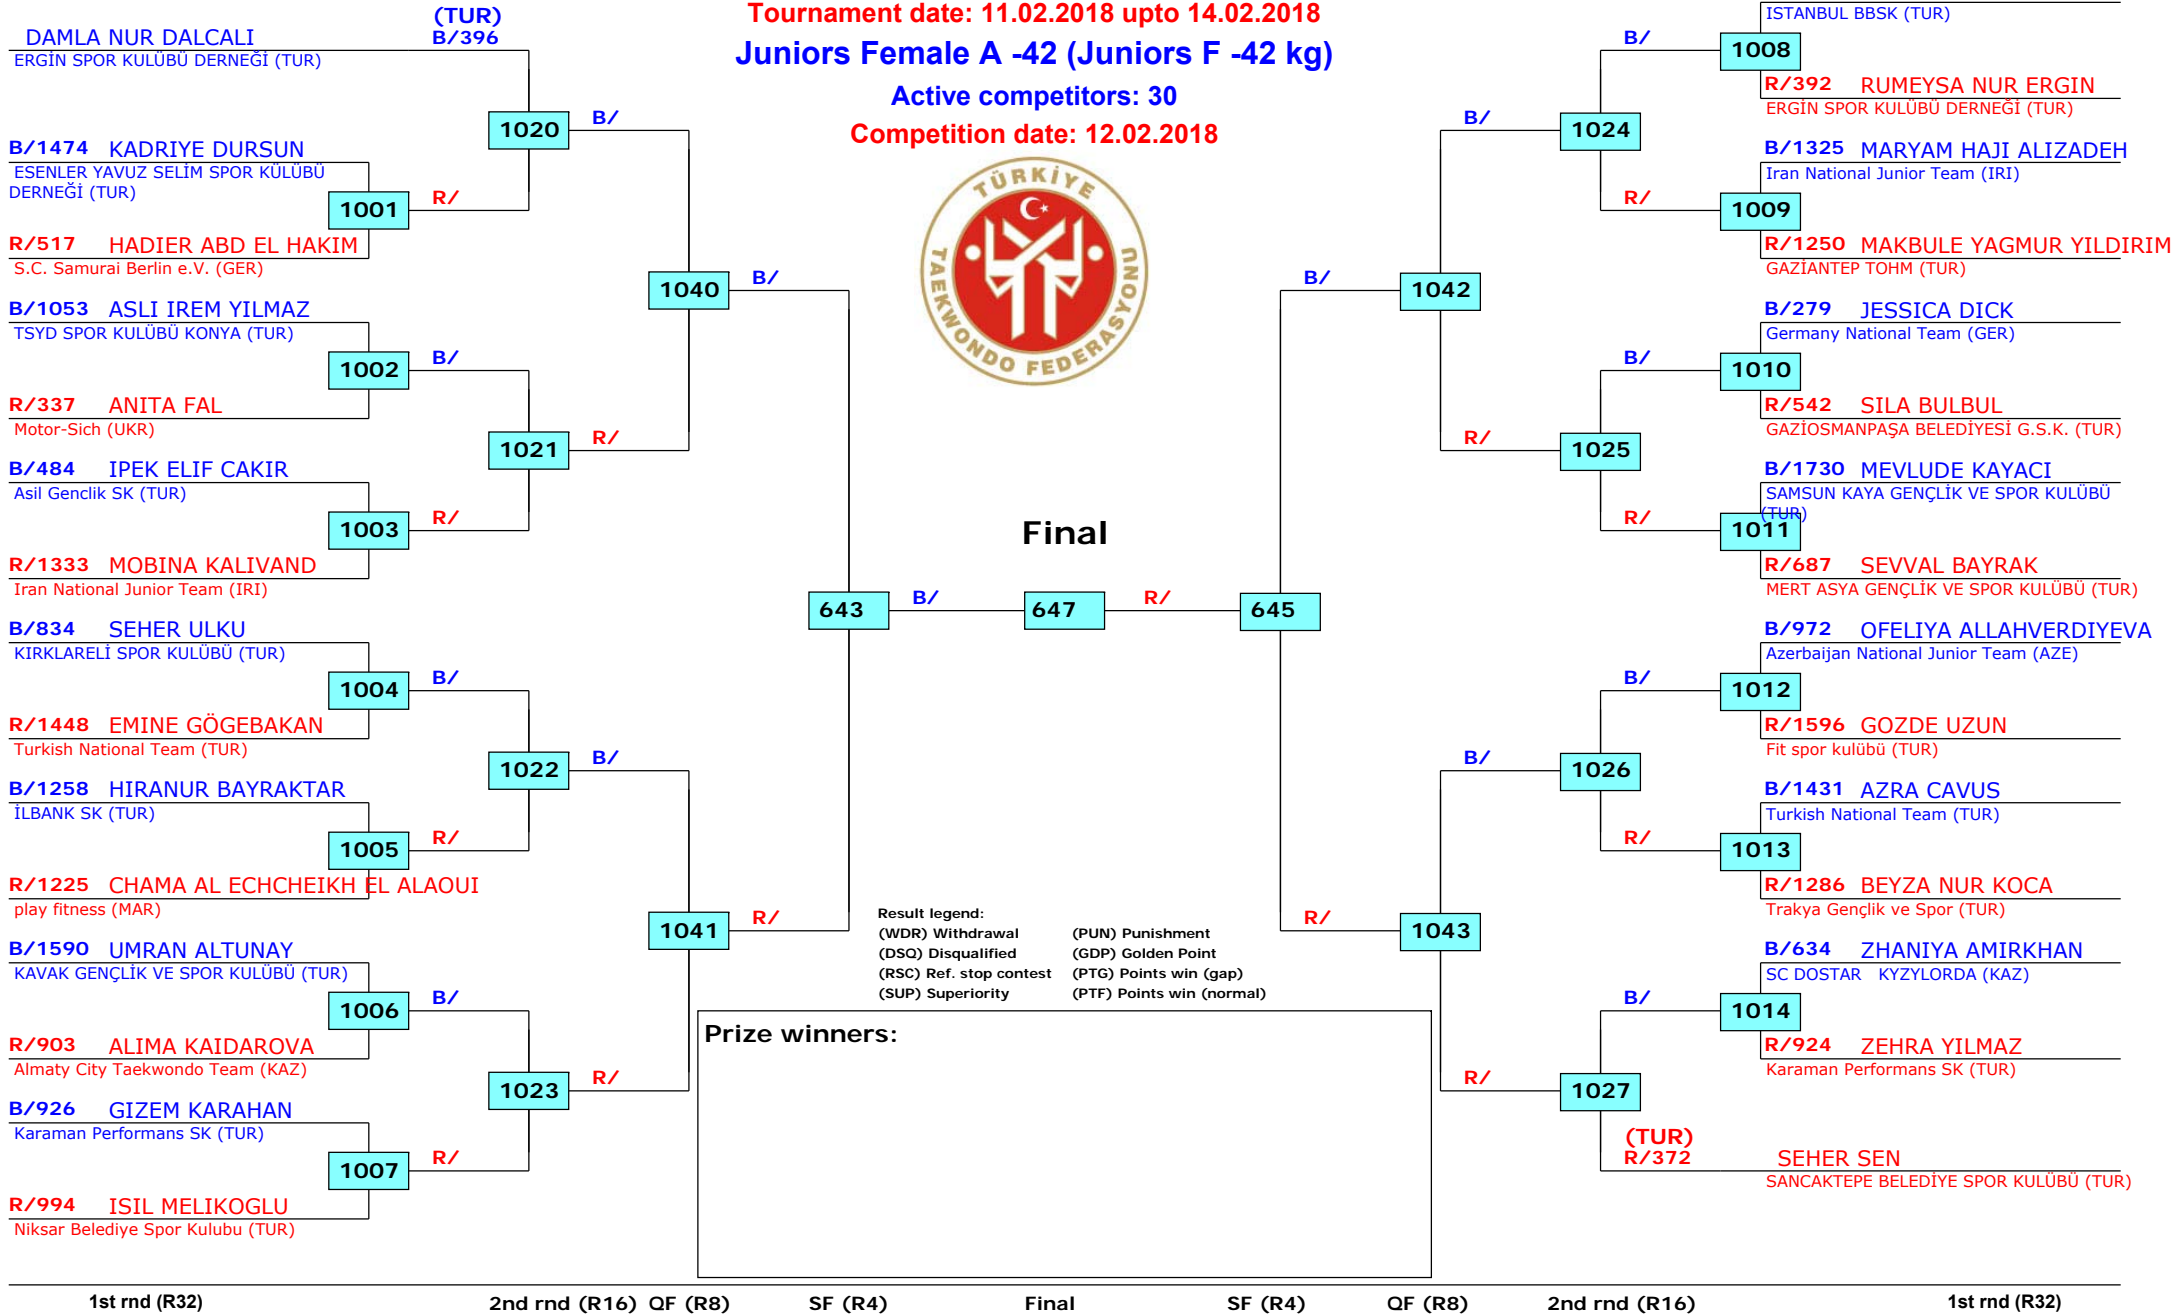 Tournament date: 11.02.2018 upto 14.02.2018
Juniors Female A -42 (Juniors F -42 kg)
Active competitors: 30
Competition date: 12.02.2018
TÜRKİYE
TAEKWONDO FEDERASYONU
(TUR)
DAMLA NUR DALCALI B/396
ERGİN SPOR KULÜBÜ DERNEĞİ (TUR)
1020 B/
B/1474 KADRIYE DURSUN
ESENLER YAVUZ SELİM SPOR KÜLÜBÜ
DERNEĞİ (TUR)
1001 R/
R/517 HADIER ABD EL HAKIM
S.C. Samurai Berlin e.V. (GER)
1040 B/
B/1053 ASLI IREM YILMAZ
TSYD SPOR KULÜBÜ KONYA (TUR)
1002 B/
R/337 ANITA FAL
Motor-Sich (UKR)
1021 R/
B/484 IPEK ELIF CAKIR
Asil Genclik SK (TUR)
1003 R/
R/1333 MOBINA KALIVAND
Iran National Junior Team (IRI)
B/834 SEHER ULKU
KIRKLARELİ SPOR KULÜBÜ (TUR)
1004 B/
R/1448 EMINE GÖGEBAKAN
Turkish National Team (TUR)
1022 B/
B/1258 HIRANUR BAYRAKTAR
İLBANK SK (TUR)
1005 R/
R/1225 CHAMA AL ECHCHEIKH EL ALAOUI
play fitness (MAR)
1041 R/
B/1590 UMRAN ALTUNAY
KAVAK GENÇLİK VE SPOR KULÜBÜ (TUR)
1006 B/
R/903 ALIMA KAIDAROVA
Almaty City Taekwondo Team (KAZ)
1023 R/
B/926 GIZEM KARAHAN
Karaman Performans SK (TUR)
1007 R/
R/994 ISIL MELIKOGLU
Niksar Belediye Spor Kulubu (TUR)
Final
643 B/ 647 R/ 645
Result legend:
(WDR) Withdrawal (PUN) Punishment
(DSQ) Disqualified (GDP) Golden Point
(RSC) Ref. stop contest (PTG) Points win (gap)
(SUP) Superiority (PTF) Points win (normal)
Prize winners:
ISTANBUL BBSK (TUR)
B/ 1008
R/392 RUMEYSA NUR ERGIN
ERGİN SPOR KULÜBÜ DERNEĞİ (TUR)
B/ 1024
B/1325 MARYAM HAJI ALIZADEH
Iran National Junior Team (IRI)
R/ 1009
R/1250 MAKBULE YAGMUR YILDIRIM
GAZİANTEP TOHM (TUR)
B/ 1042
B/279 JESSICA DICK
Germany National Team (GER)
B/ 1010
R/542 SILA BULBUL
GAZİOSMANPAŞA BELEDİYESİ G.S.K. (TUR)
R/ 1025
B/1730 MEVLUDE KAYACI
SAMSUN KAYA GENÇLİK VE SPOR KULÜBÜ
(TUR)
R/ 1011
R/687 SEVVAL BAYRAK
MERT ASYA GENÇLİK VE SPOR KULÜBÜ (TUR)
B/972 OFELIYA ALLAHVERDIYEVA
Azerbaijan National Junior Team (AZE)
B/ 1012
R/1596 GOZDE UZUN
Fit spor kulübü (TUR)
B/ 1026
B/1431 AZRA CAVUS
Turkish National Team (TUR)
R/ 1013
R/1286 BEYZA NUR KOCA
Trakya Gençlik ve Spor (TUR)
R/ 1043
B/634 ZHANIYA AMIRKHAN
SC DOSTAR KYZYLORDA (KAZ)
B/ 1014
R/924 ZEHRA YILMAZ
Karaman Performans SK (TUR)
R/ 1027
(TUR)
R/372 SEHER SEN
SANCAKTEPE BELEDİYE SPOR KULÜBÜ (TUR)
1st rnd (R32) 2nd rnd (R16) QF (R8) SF (R4) Final SF (R4) QF (R8) 2nd rnd (R16) 1st rnd (R32)